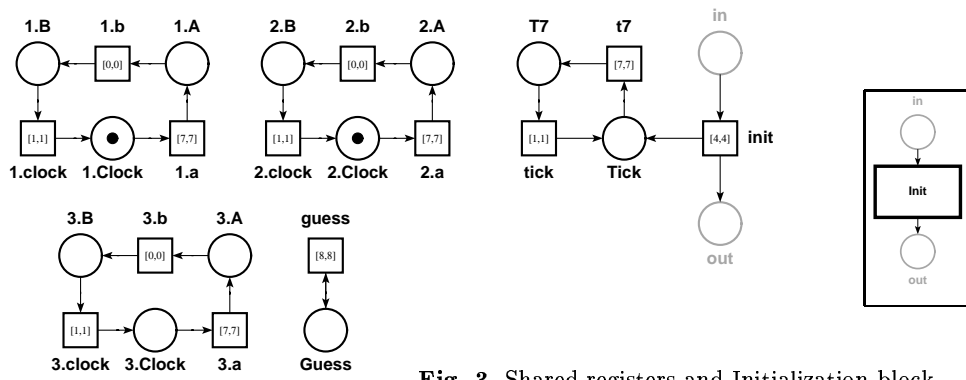 1.B 1.b 1.A 2.B 2.b 2.A T7 t7 in
[0,0] [0,0] [7,7]
in
[1,1] [7,7] [1,1] [7,7] [1,1] [4,4] init
1.clock 1.Clock 1.a 2.clock 2.Clock 2.a tick Tick
Init
3.B 3.b 3.A guess
[0,0] [8,8]
out
out
[1,1] [7,7]
3.clock 3.Clock 3.a Guess
Fig. 3. Shared registers and Initialization block